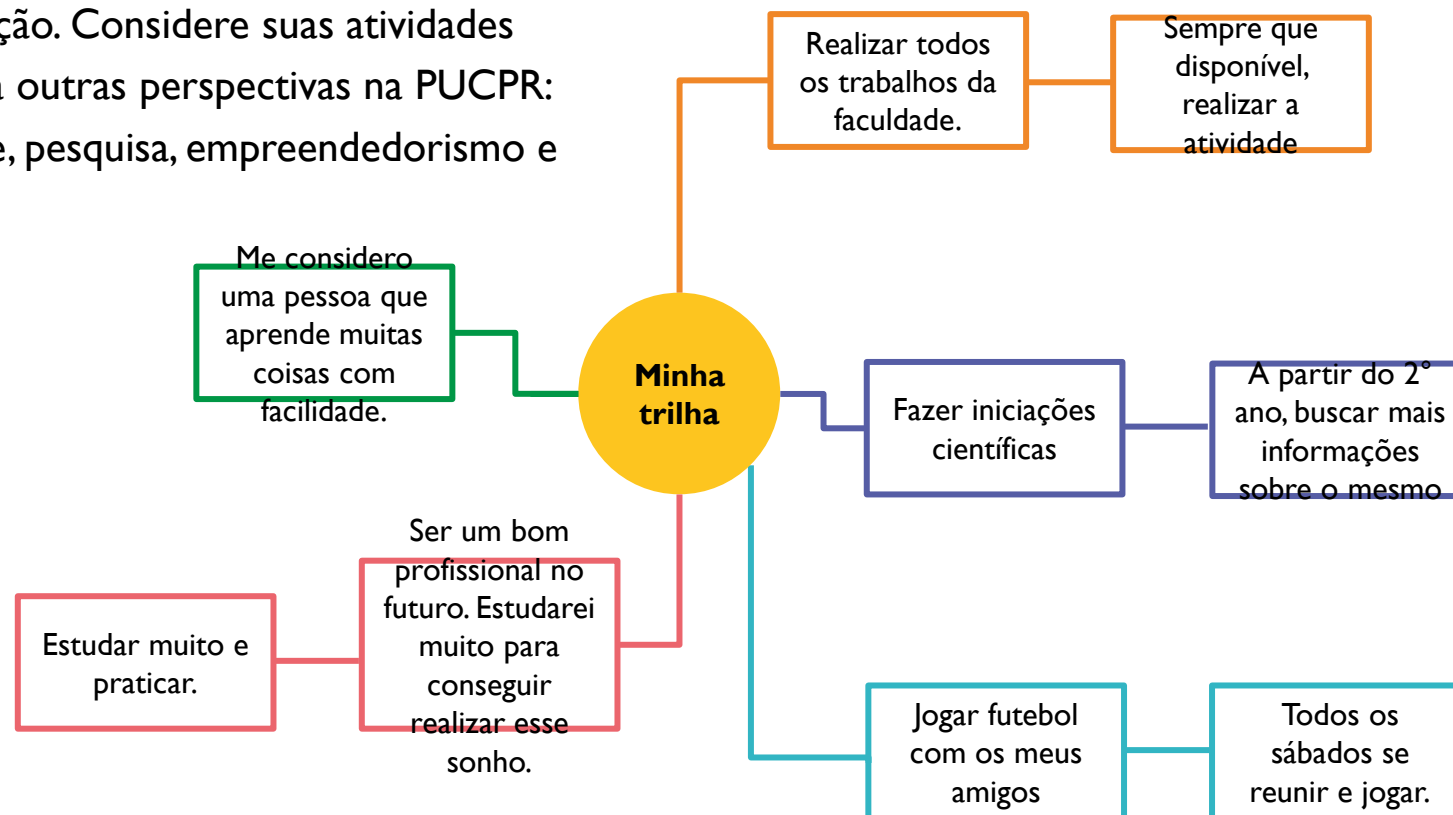 ção. Considere suas atividades
a outras perspectivas na PUCPR:
e, pesquisa, empreendedorismo e
Realizar todos
os trabalhos da
faculdade.
Sempre que
disponível,
realizar a
atividade
Me considero
uma pessoa que
aprende muitas
coisas com
facilidade.
Minha
trilha
Fazer iniciações
científicas
A partir do 2°
ano, buscar mais
informações
sobre o mesmo
Ser um bom
profissional no
futuro. Estudarei
muito para
conseguir
realizar esse
sonho.
Estudar muito e
praticar.
Jogar futebol
com os meus
amigos
Todos os
sábados se
reunir e jogar.